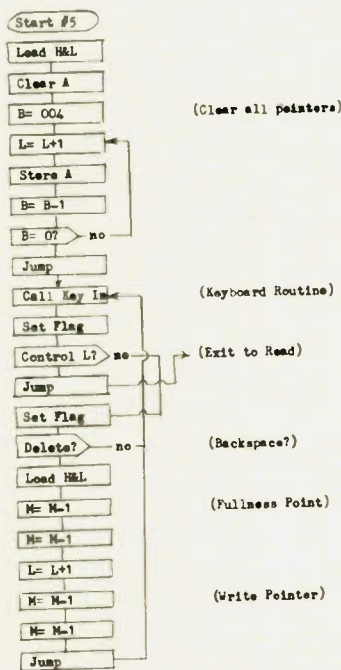 Start #5
Load H&L
Clear A
B= 004 (Clear all pointers)
L= L+1
Store A
B= B-1
B= 0? no
Jump
Call Key In (Keyboard Routine)
Set Flag
Control L? no (Exit to Read)
Jump
Set Flag
Delete? no (Backspace?)
Load H&L
M= M-1 (Fullness Point)
M= M-1
L= L+1
M= M-1 (Write Pointer)
M= M-1
Jump